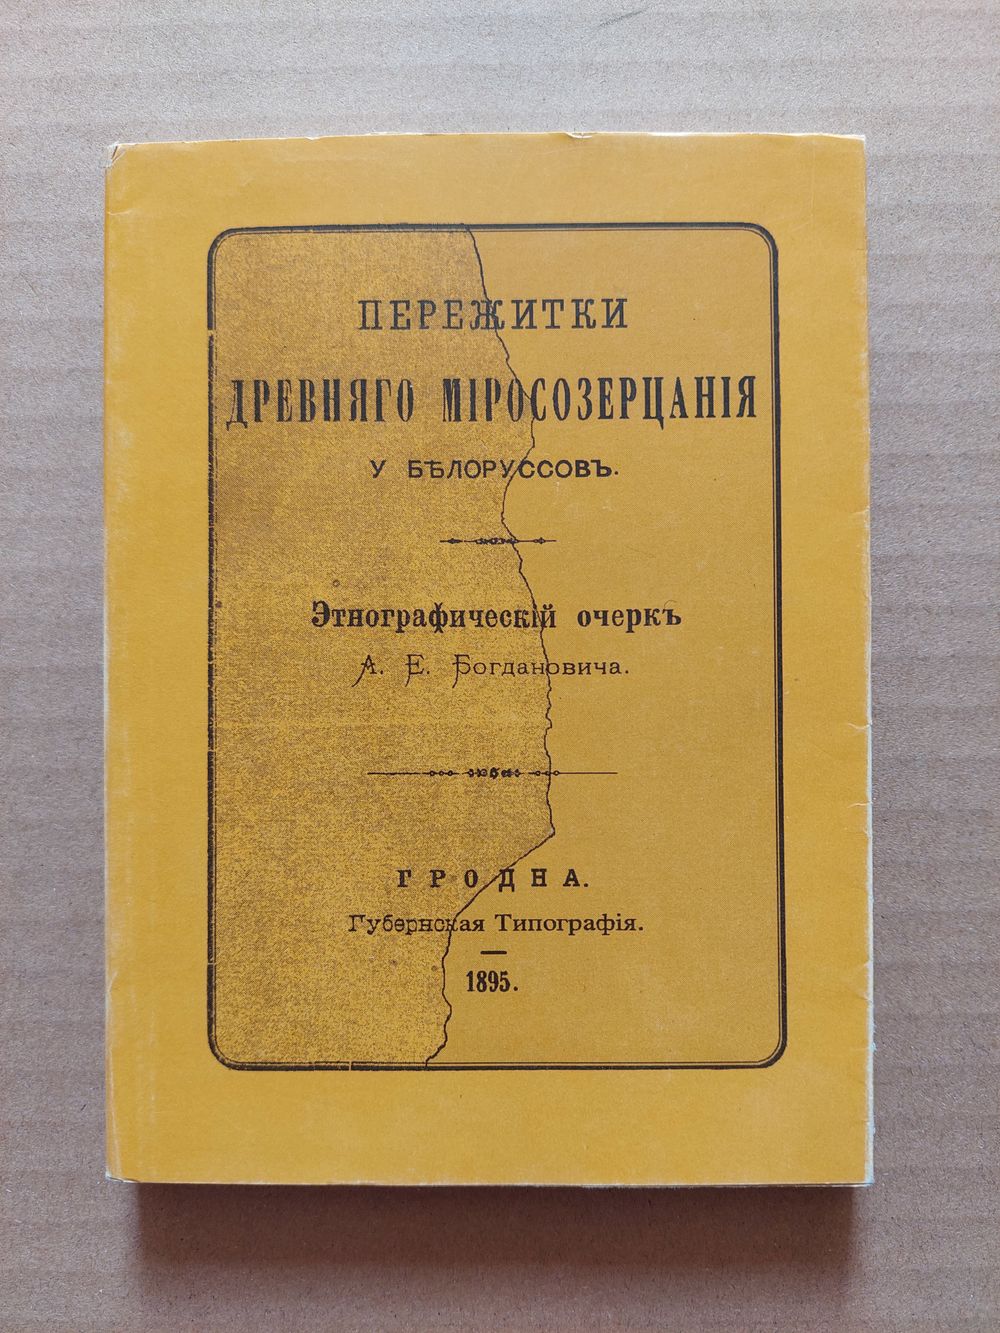 ПЕРЕЖИТКИ
ДРЕВНЯГО МІРОСОЗЕРЦАНІЯ
У БѢЛОРУССОВЪ.
Этнографическій очеркъ
А. Е. Богдановича.
ГРОДНА.
Губернская Типографія.
1895.